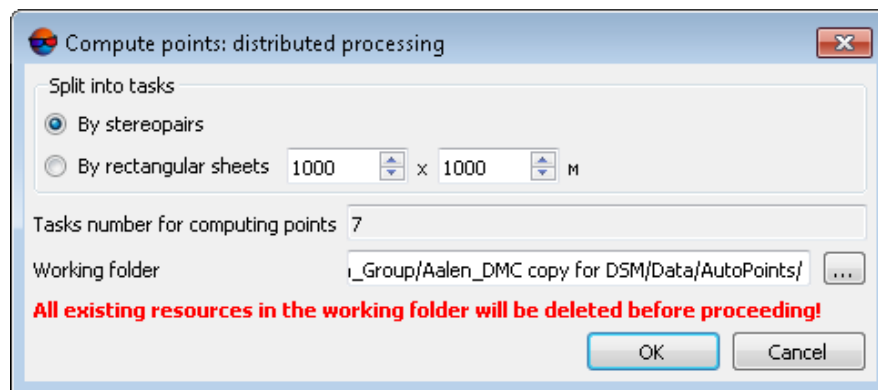 Compute points: distributed processing
Split into tasks
By stereopairs
By rectangular sheets 1000 x 1000 м
Tasks number for computing points 7
Working folder _Group/Aalen_DMC copy for DSM/Data/AutoPoints/ ...
All existing resources in the working folder will be deleted before proceeding!
OK Cancel